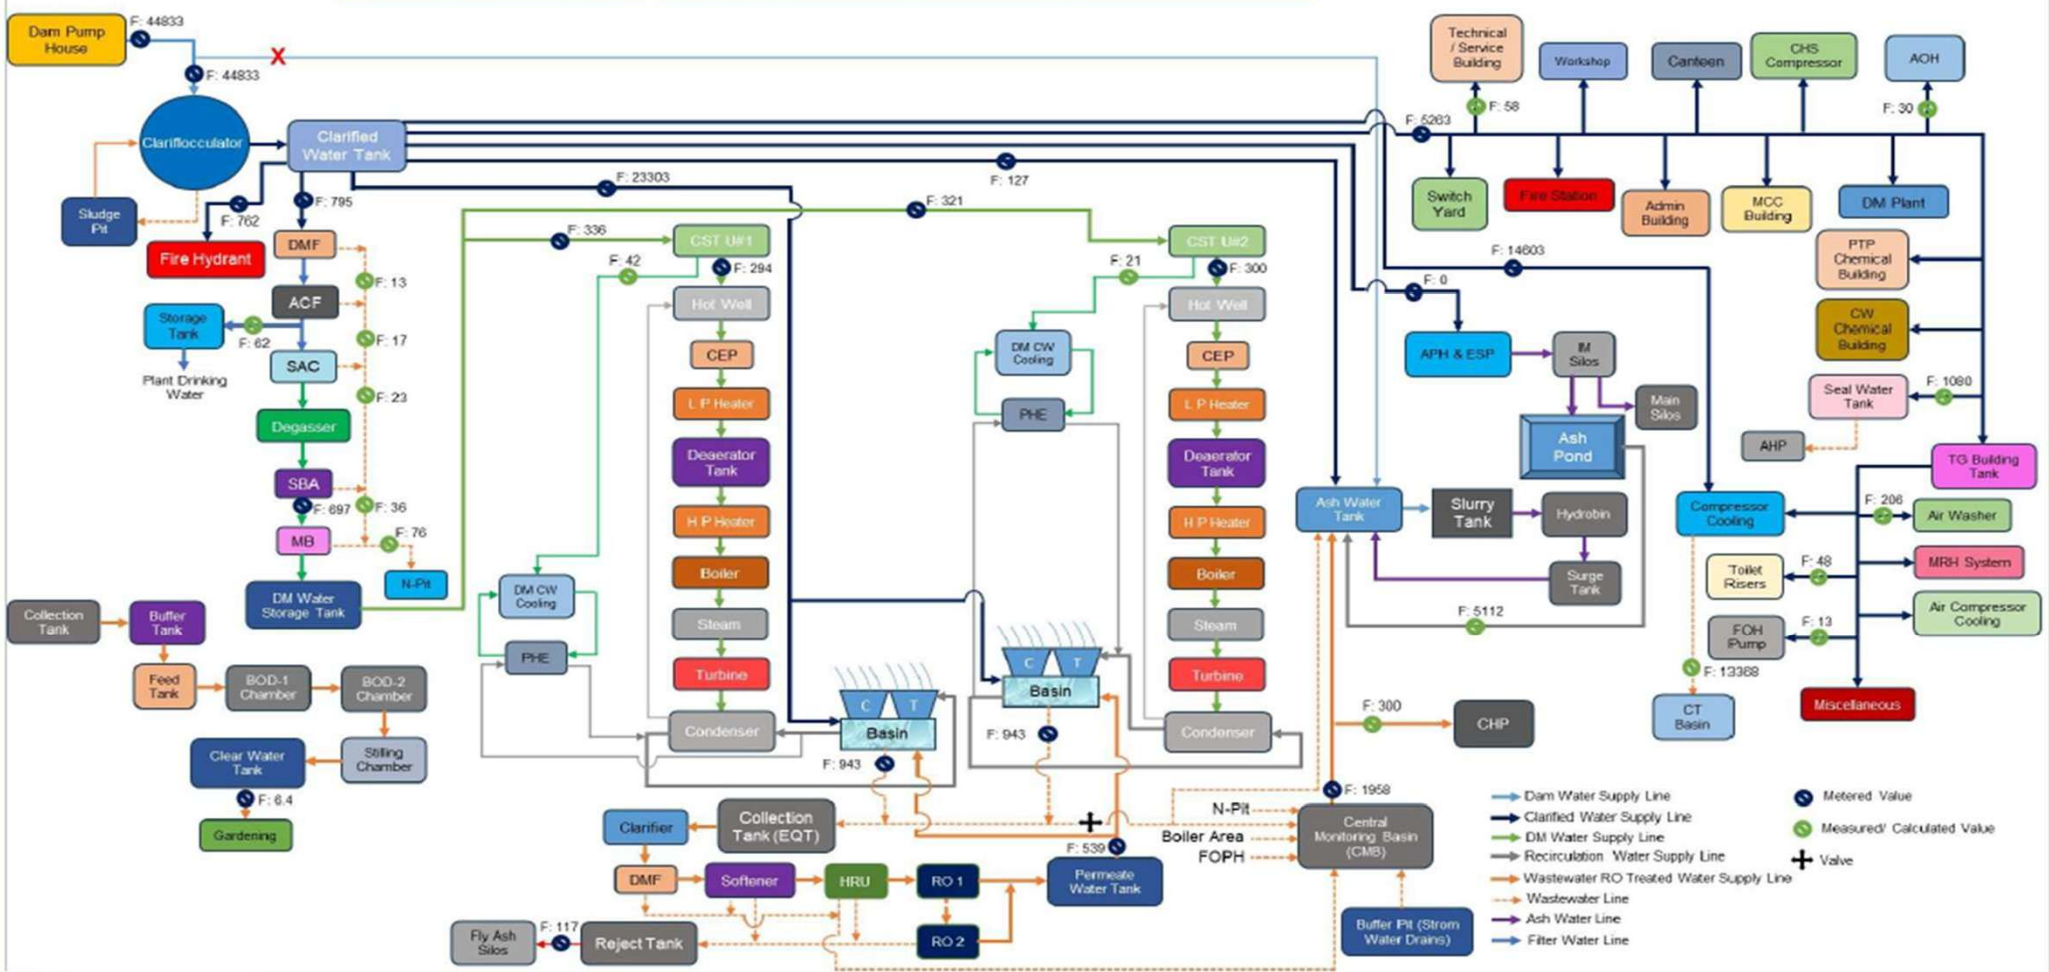 Dam Pump
House
F: 44833
F: 44833
X
Clariflocculator
Clarified
Water Tank
Sludge
Pit
F: 762
Fire Hydrant
F: 795
DMF
F: 13
ACF
Storage
Tank
F: 62
F: 17
Plant Drinking
Water
SAC
F: 23
Degasser
SBA
F: 697
F: 36
MB
F: 76
N-Pit
DM Water
Storage Tank
Collection
Tank
Buffer
Tank
Feed
Tank
BOD-1
Chamber
BOD-2
Chamber
Stilling
Chamber
Clear Water
Tank
F: 6.4
Gardening
F: 23303
F: 127
F: 321
F: 336
CST U#1
F: 42
F: 294
Hot Well
CEP
L P Heater
Deaerator
Tank
H P Heater
Boiler
Steam
Turbine
Condenser
DM CW
Cooling
PHE
C T
Basin
F: 943
CST U#2
F: 21
F: 300
Hot Well
CEP
L P Heater
Deaerator
Tank
H P Heater
Boiler
Steam
Turbine
Condenser
DM CW
Cooling
PHE
C T
Basin
F: 943
Clarifier
Collection
Tank (EQT)
DMF
Softener
HRU
RO 1
RO 2
F: 539
Permeate
Water Tank
Reject Tank
F: 117
Fly Ash
Silos
N-Pit
Boiler Area
FOPH
F: 1958
Central
Monitoring Basin
(CMB)
Buffer Pit (Strom
Water Drains)
F: 300
CHP
F: 5263
Technical
/ Service
Building
F: 58
Workshop
Canteen
CHS
Compressor
AOH
F: 30
Switch
Yard
Fire Station
Admin
Building
MCC
Building
DM Plant
PTP
Chemical
Building
CW
Chemical
Building
Seal Water
Tank
F: 1080
AHP
F: 14603
F: 0
APH & ESP
IM
Silos
Main
Silos
Ash
Pond
Ash Water
Tank
Slurry
Tank
Hydrobin
Surge
Tank
F: 5112
TG Building
Tank
Compressor
Cooling
F: 206
Air Washer
Toilet
Risers
F: 48
MRH System
FOH
Pump
F: 13
Air Compressor
Cooling
F: 13368
CT
Basin
Miscellaneous
Dam Water Supply Line
Clarified Water Supply Line
DM Water Supply Line
Recirculation Water Supply Line
Wastewater RO Treated Water Supply Line
Wastewater Line
Ash Water Line
Filter Water Line
Metered Value
Measured/ Calculated Value
Valve